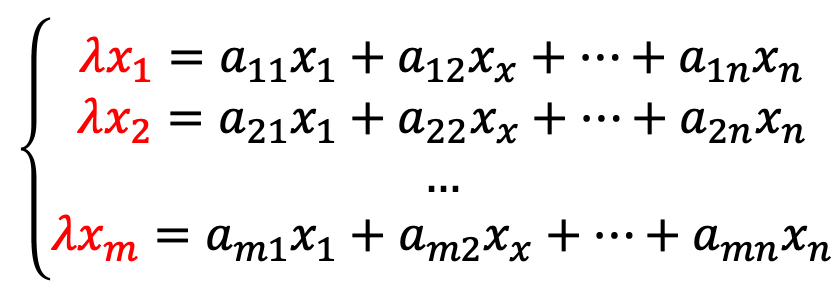 λx₁ = a₁₁x₁ + a₁₂xₓ + ⋯ + a₁ₙxₙ
λx₂ = a₂₁x₁ + a₂₂xₓ + ⋯ + a₂ₙxₙ
...
λxₘ = aₘ₁x₁ + aₘ₂xₓ + ⋯ + aₘₙxₙ